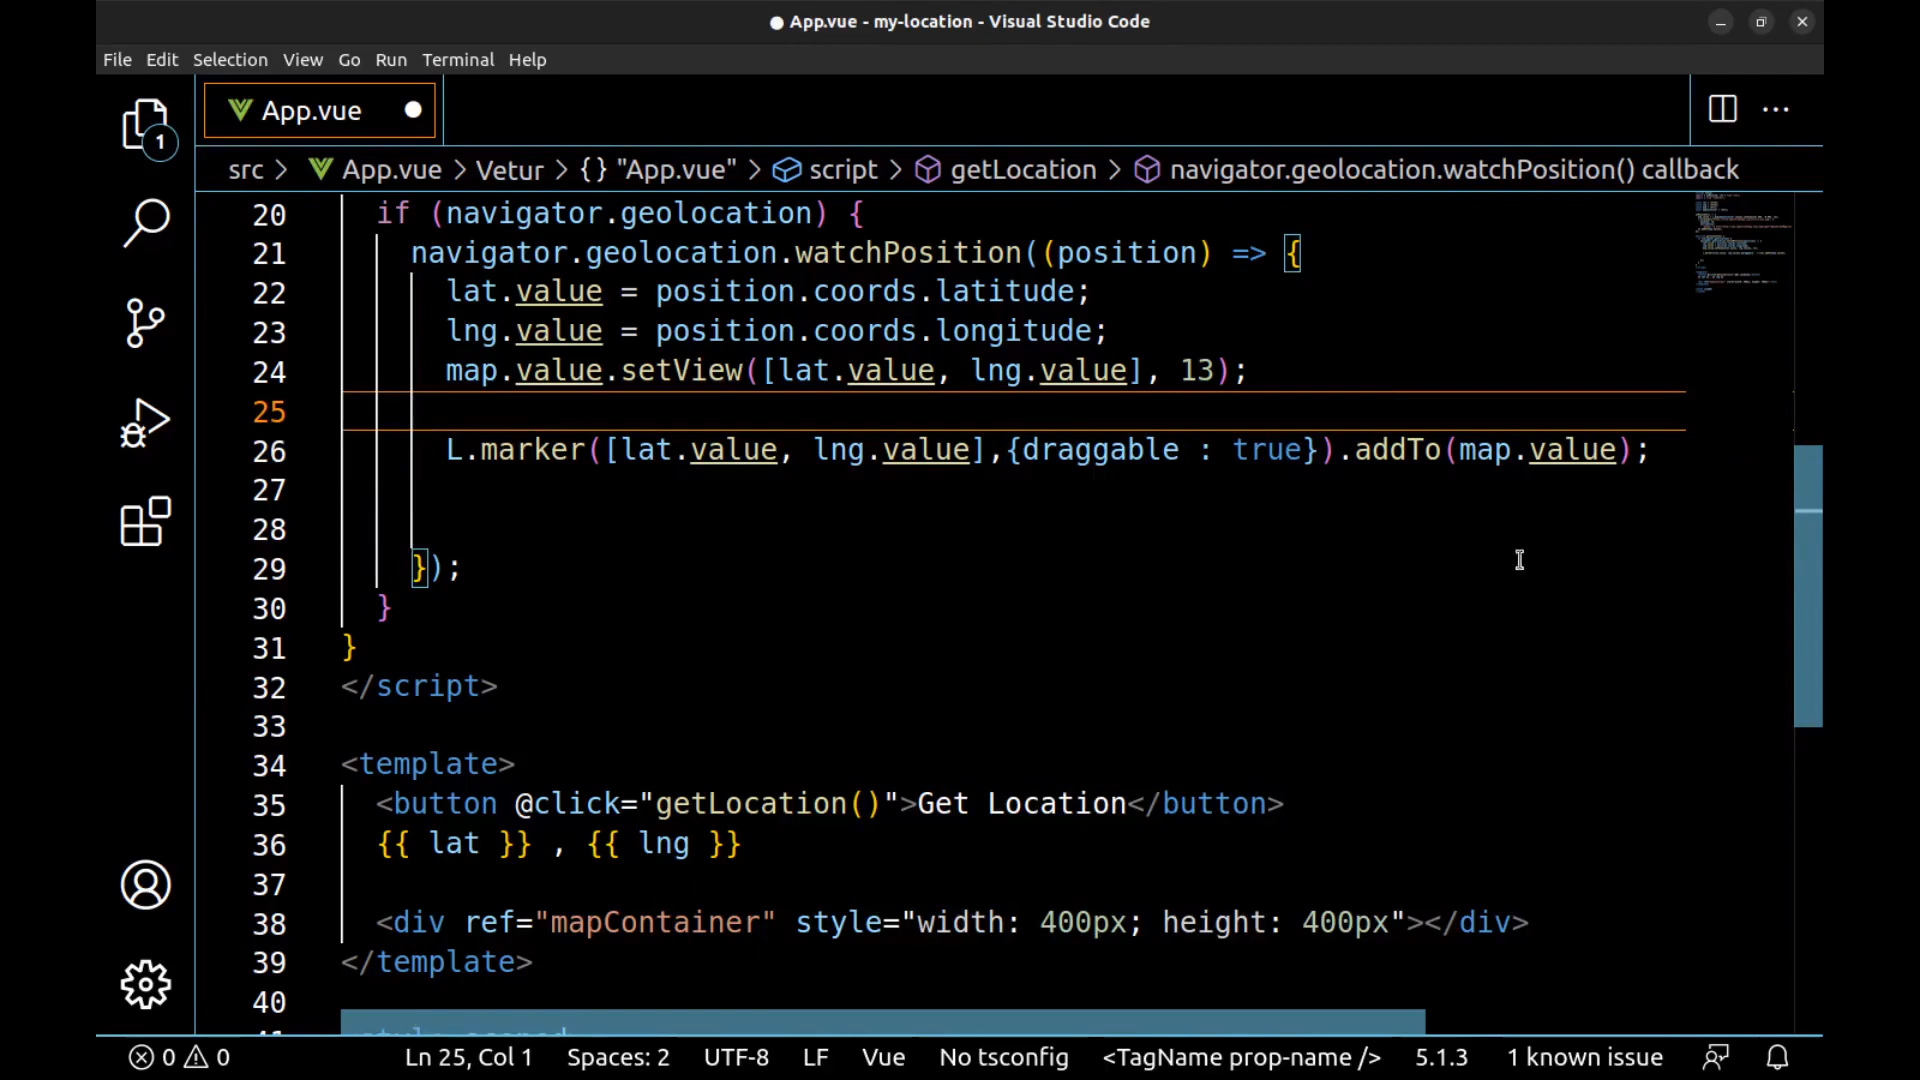 App.vue - my-location - Visual Studio Code
File Edit Selection View Go Run Terminal Help
1
App.vue
src > App.vue > Vetur > {} "App.vue" > script > getLocation > navigator.geolocation.watchPosition() callback
20 if (navigator.geolocation) {
21 navigator.geolocation.watchPosition((position) => {
22 lat.value = position.coords.latitude;
23 lng.value = position.coords.longitude;
24 map.value.setView([lat.value, lng.value], 13);
25
26 L.marker([lat.value, lng.value],{draggable : true}).addTo(map.value);
27
28
29 });
30 }
31 }
32 </script>
33
34 <template>
35 <button @click="getLocation()">Get Location</button>
36 {{ lat }} , {{ lng }}
37
38 <div ref="mapContainer" style="width: 400px; height: 400px"></div>
39 </template>
40
0 0 Ln 25, Col 1 Spaces: 2 UTF-8 LF Vue No tsconfig <TagName prop-name /> 5.1.3 1 known issue